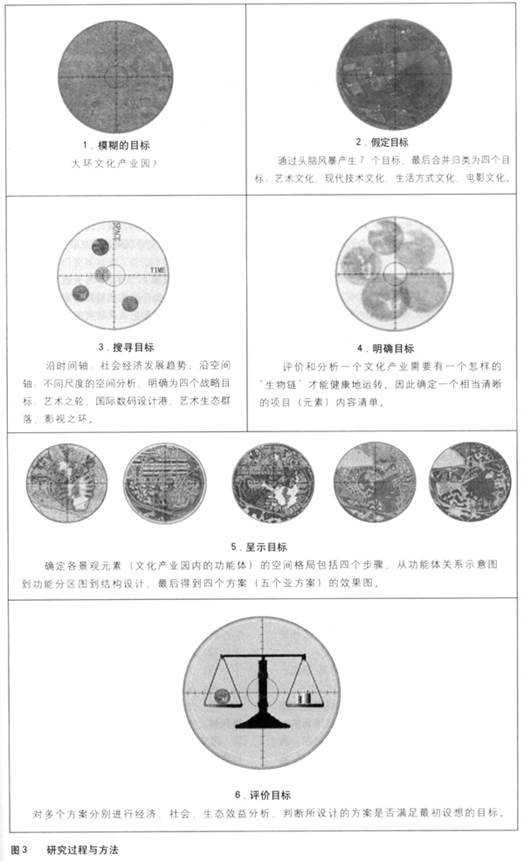 1．模糊的目标
大环文化产业园?
2．假定目标
通过头脑风暴产生7个目标，最后合并归类为四个目
标：艺术文化、现代技术文化、生活方式文化、电影文化。
SPACE
TIME
3．搜寻目标
沿时间轴：社会经济发展趋势；沿空间
轴：不同尺度的空间分析，明确为四个战略目
标：艺术之轮、国际数码设计港、艺术生态群
落、影视之环。
4．明确目标
评价和分析一个文化产业需要有一个怎样的
“生物链”才能健康地运转。因此确定一个相当清晰
的项目（元素）内容清单。
5．呈示目标
确定各景观元素（文化产业园内的功能体）的空间格局包括四个步骤，从功能体关系示意图
到功能分区图到结构设计，最后得到四个方案（五个亚方案）的效果图。
6．评价目标
对多个方案分别进行经济、社会、生态效益分析，判断所设计的方案是否满足最初设想的目标。
图3 研究过程与方法